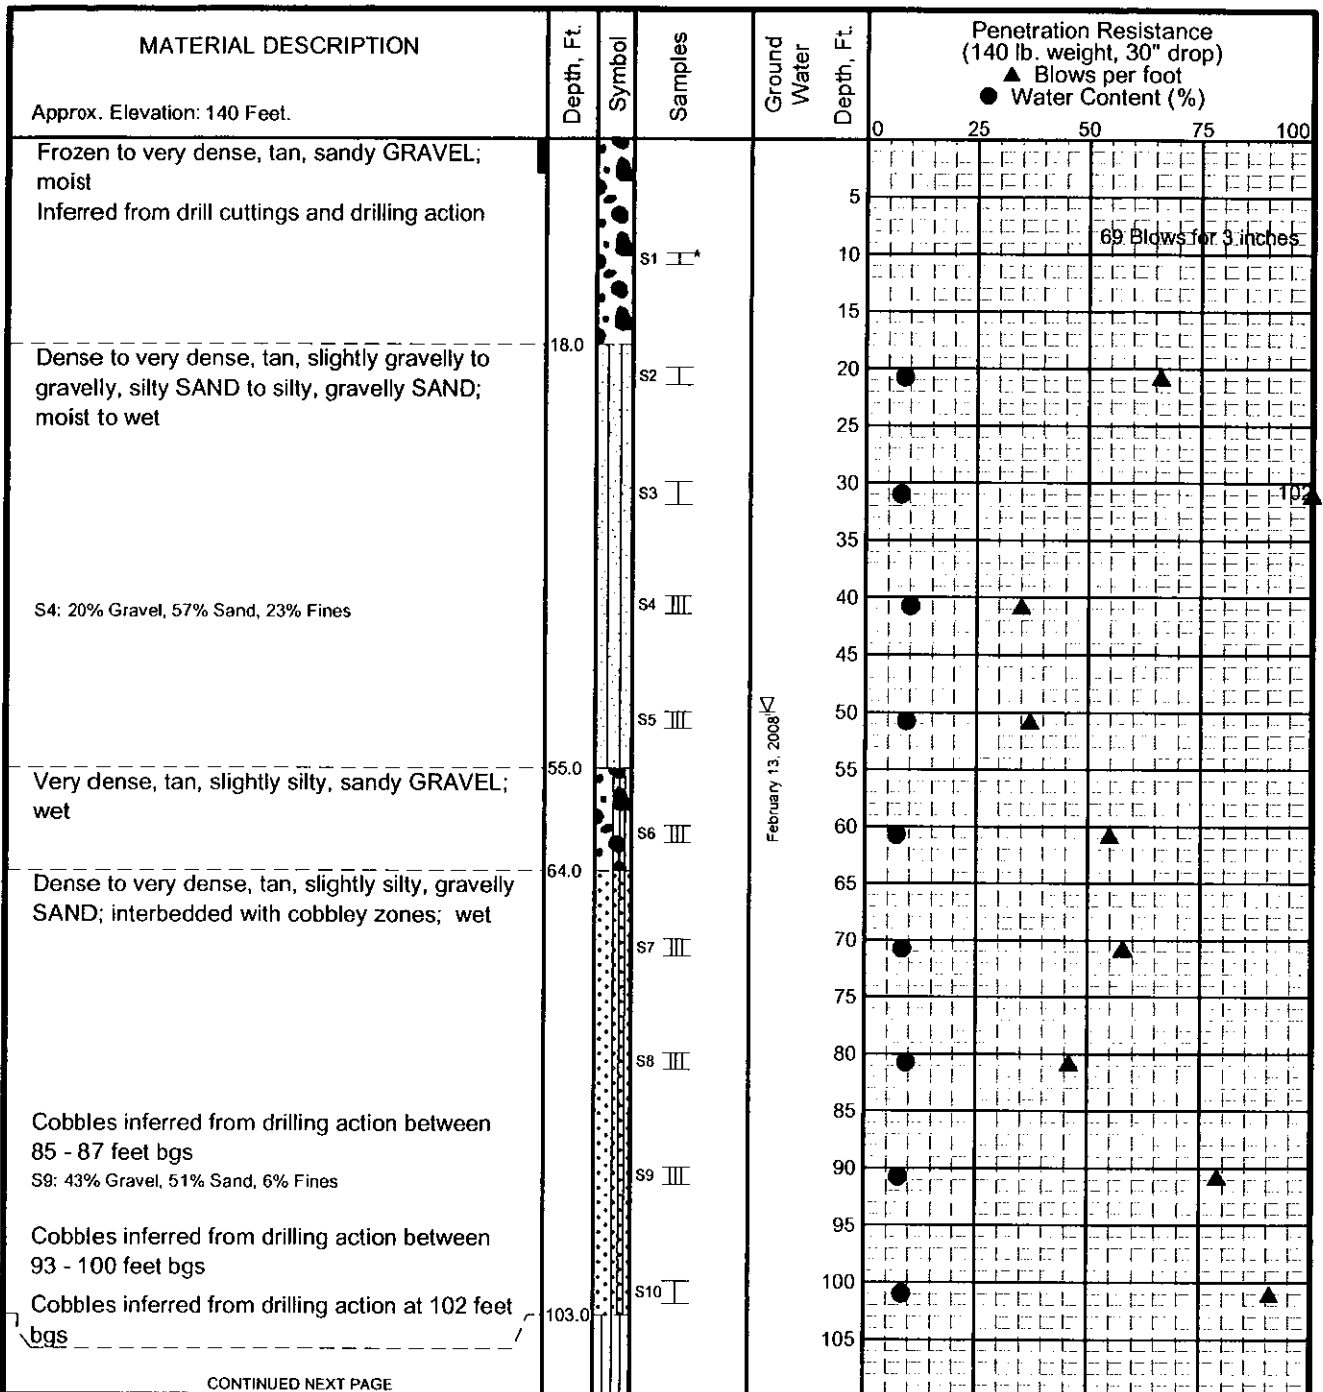 MATERIAL DESCRIPTION
Approx. Elevation: 140 Feet.
Depth, Ft.
Symbol
Samples
Ground
Water
Depth, Ft.
Penetration Resistance
(140 lb. weight, 30" drop)
▲ Blows per foot
● Water Content (%)
0 25 50 75 100
Frozen to very dense, tan, sandy GRAVEL;
moist
Inferred from drill cuttings and drilling action
5
69 Blows for 3 inches
S1 *
10
15
18.0
Dense to very dense, tan, slightly gravelly to
gravelly, silty SAND to silty, gravelly SAND;
moist to wet
S2
20
25
S3
30
102
35
S4: 20% Gravel, 57% Sand, 23% Fines
S4
40
45
S5
February 13, 2008
50
55.0
55
Very dense, tan, slightly silty, sandy GRAVEL;
wet
S6
60
64.0
65
Dense to very dense, tan, slightly silty, gravelly
SAND; interbedded with cobbley zones; wet
S7
70
75
S8
80
85
Cobbles inferred from drilling action between
85 - 87 feet bgs
S9: 43% Gravel, 51% Sand, 6% Fines
S9
90
95
Cobbles inferred from drilling action between
93 - 100 feet bgs
S10
100
Cobbles inferred from drilling action at 102 feet
bgs
103.0
105
CONTINUED NEXT PAGE